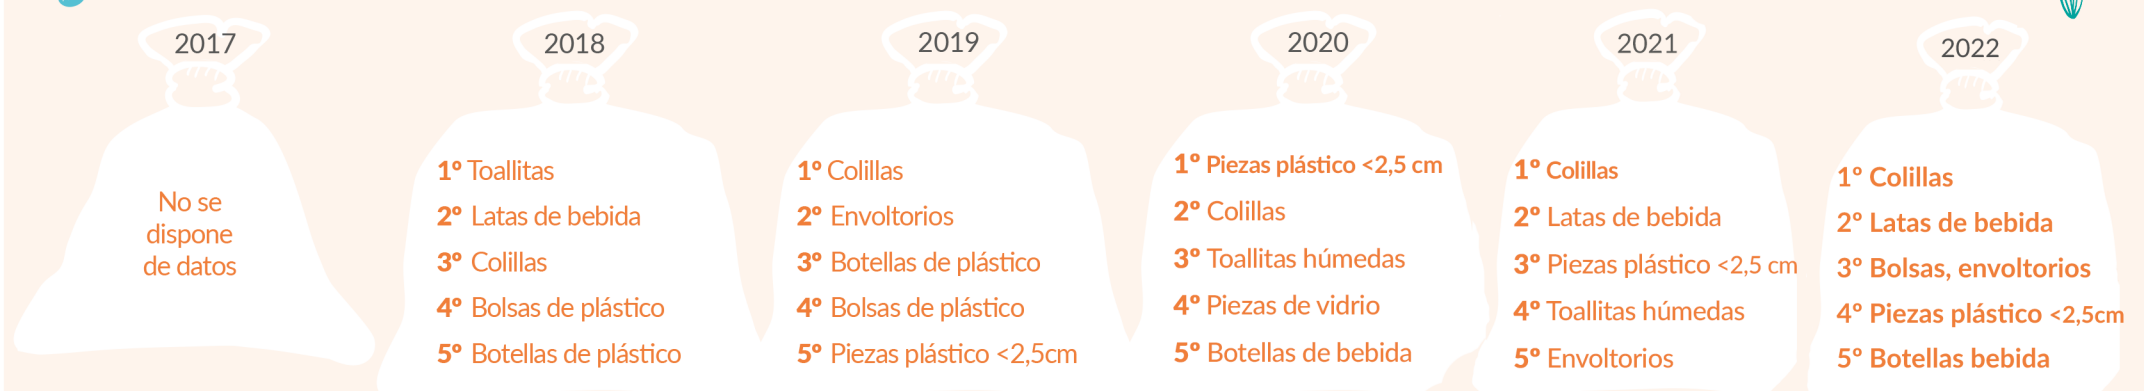 2017
No se
dispone
de datos
2018
1º Toallitas
2º Latas de bebida
3º Colillas
4º Bolsas de plástico
5º Botellas de plástico
2019
1º Colillas
2º Envoltorios
3º Botellas de plástico
4º Bolsas de plástico
5º Piezas plástico <2,5cm
2020
1º Piezas plástico <2,5 cm
2º Colillas
3º Toallitas húmedas
4º Piezas de vidrio
5º Botellas de bebida
2021
1º Colillas
2º Latas de bebida
3º Piezas plástico <2,5 cm
4º Toallitas húmedas
5º Envoltorios
2022
1º Colillas
2º Latas de bebida
3º Bolsas, envoltorios
4º Piezas plástico <2,5cm
5º Botellas bebida